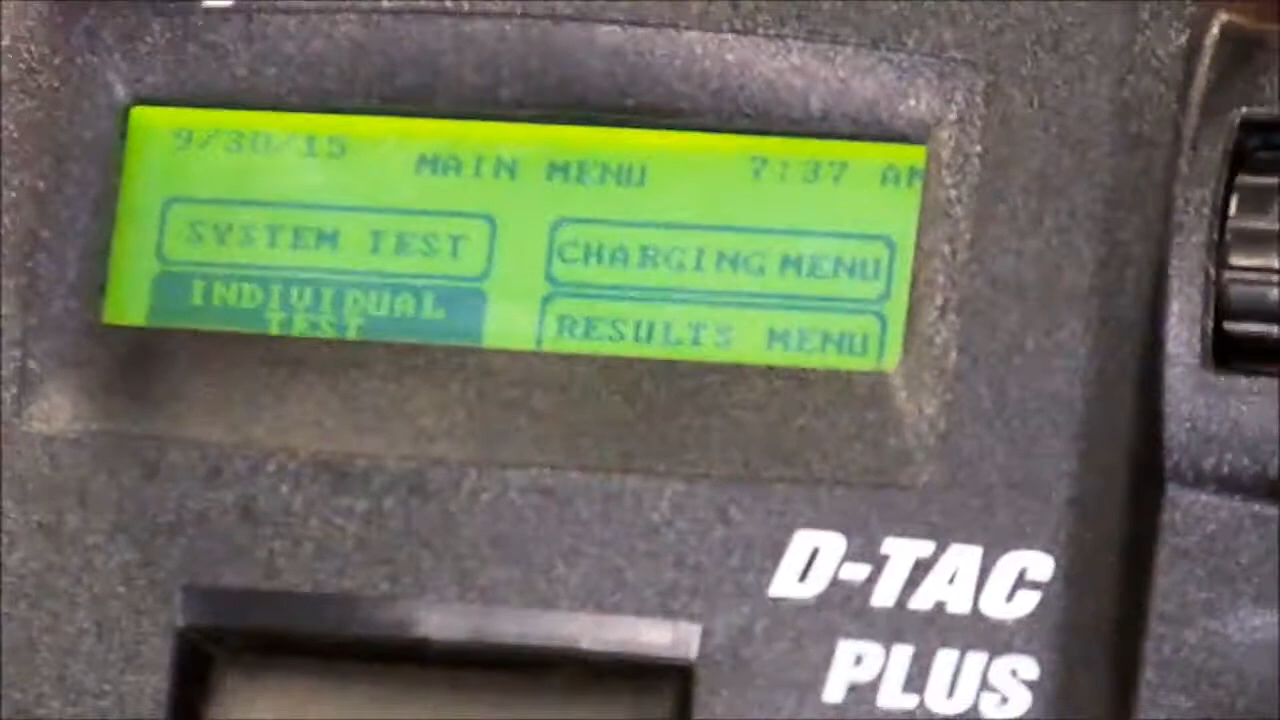 9/30/15 MAIN MENU 7:37 AM
SYSTEM TEST
CHARGING MENU
INDIVIDUAL
TEST
RESULTS MENU
D-TAC
PLUS